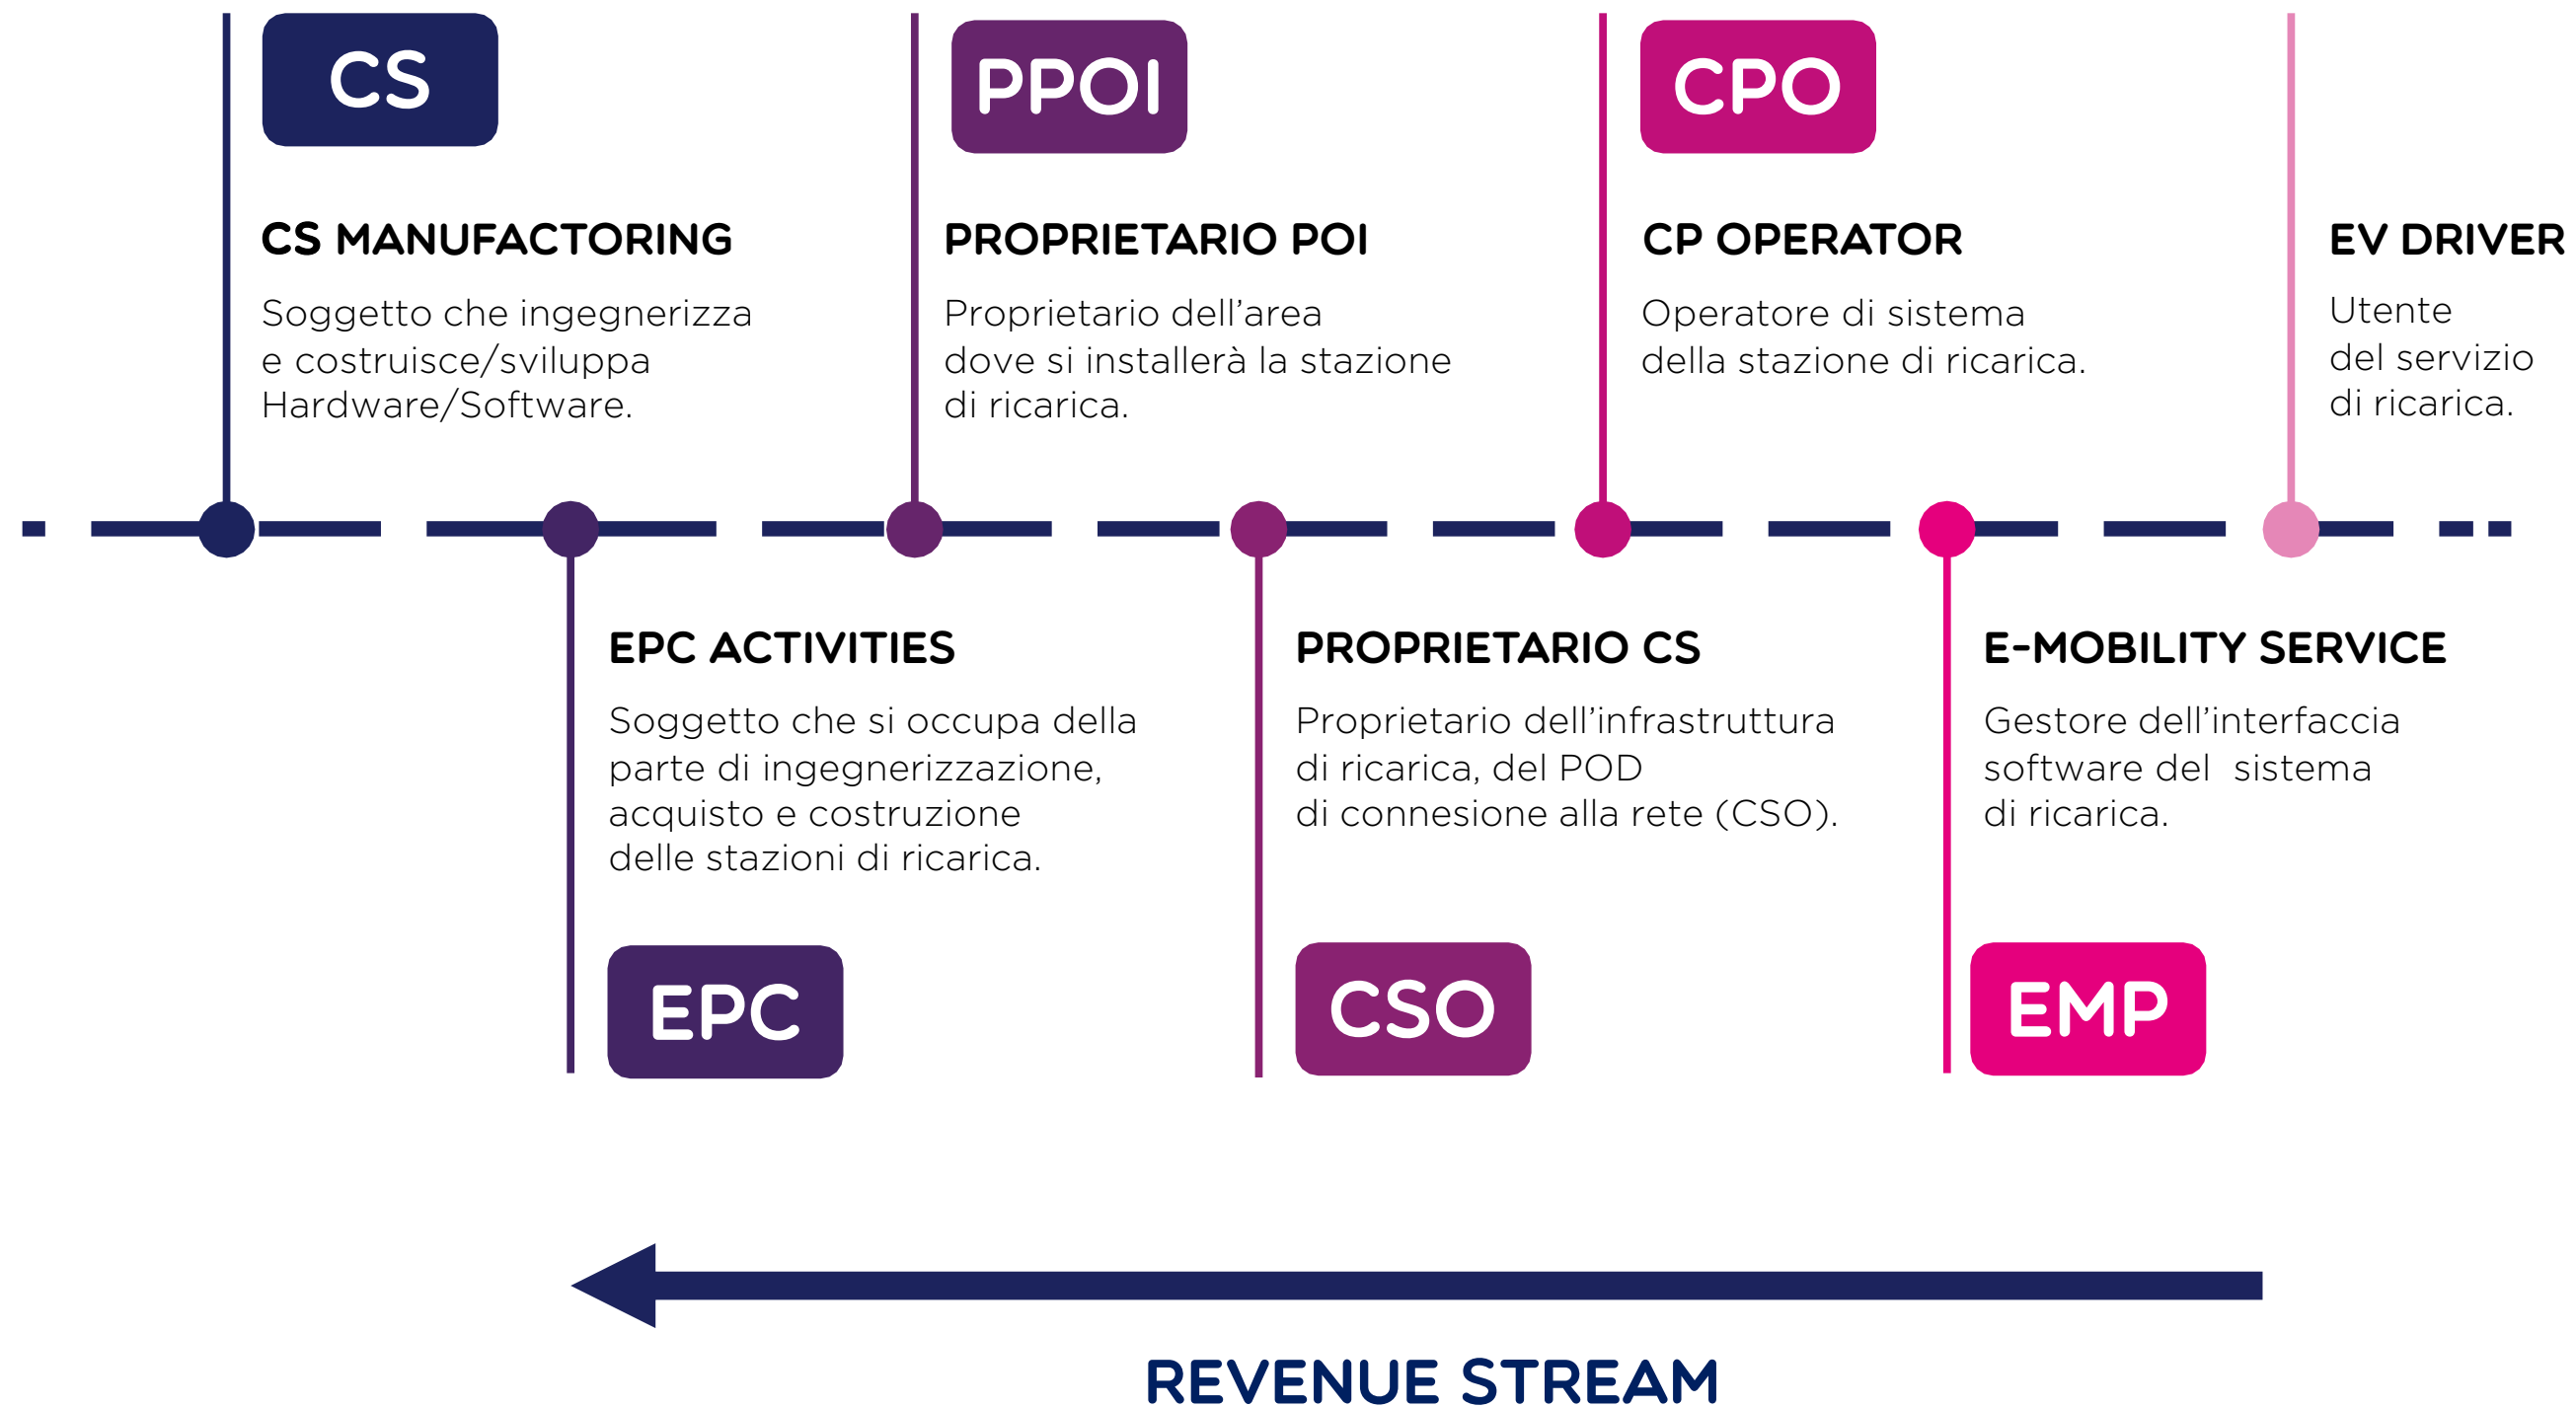 CS
CS MANUFACTORING
Soggetto che ingegnerizza
e costruisce/sviluppa
Hardware/Software.
PPOI
PROPRIETARIO POI
Proprietario dell’area
dove si installerà la stazione
di ricarica.
CPO
CP OPERATOR
Operatore di sistema
della stazione di ricarica.
EV DRIVER
Utente
del servizio
di ricarica.
EPC ACTIVITIES
Soggetto che si occupa della
parte di ingegnerizzazione,
acquisto e costruzione
delle stazioni di ricarica.
EPC
PROPRIETARIO CS
Proprietario dell’infrastruttura
di ricarica, del POD
di connesione alla rete (CSO).
CSO
E-MOBILITY SERVICE
Gestore dell’interfaccia
software del sistema
di ricarica.
EMP
REVENUE STREAM